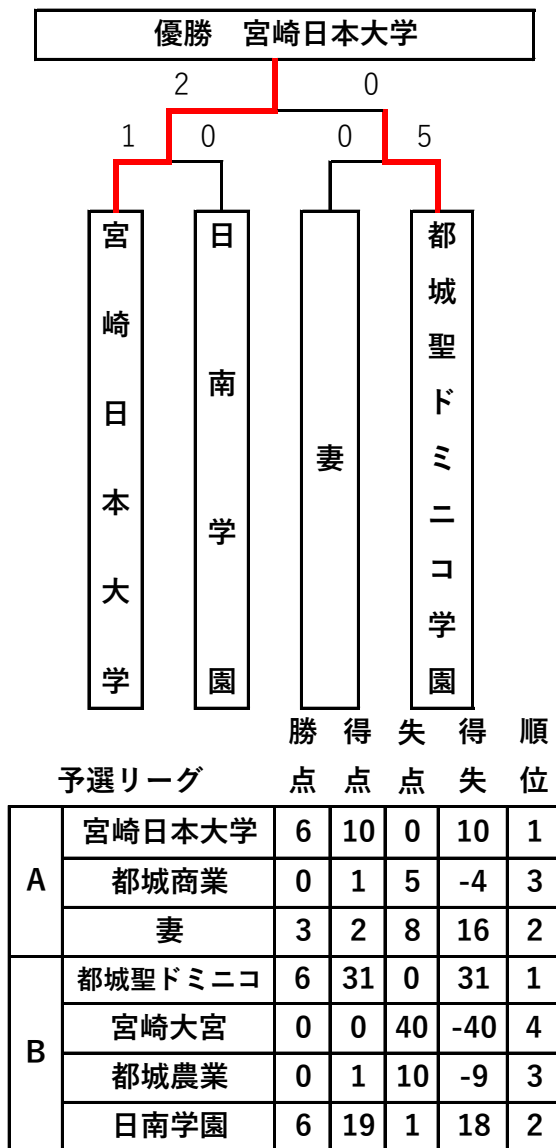 優勝　宮崎日本大学
2 0
1 0 0 5
宮崎日本大学
日南学園
妻
都城聖ドミニコ学園
予選リーグ 勝点 得点 失点 得失 順位
A
宮崎日本大学 6 10 0 10 1
都城商業 0 1 5 -4 3
妻 3 2 8 16 2
B
都城聖ドミニコ 6 31 0 31 1
宮崎大宮 0 0 40 -40 4
都城農業 0 1 10 -9 3
日南学園 6 19 1 18 2